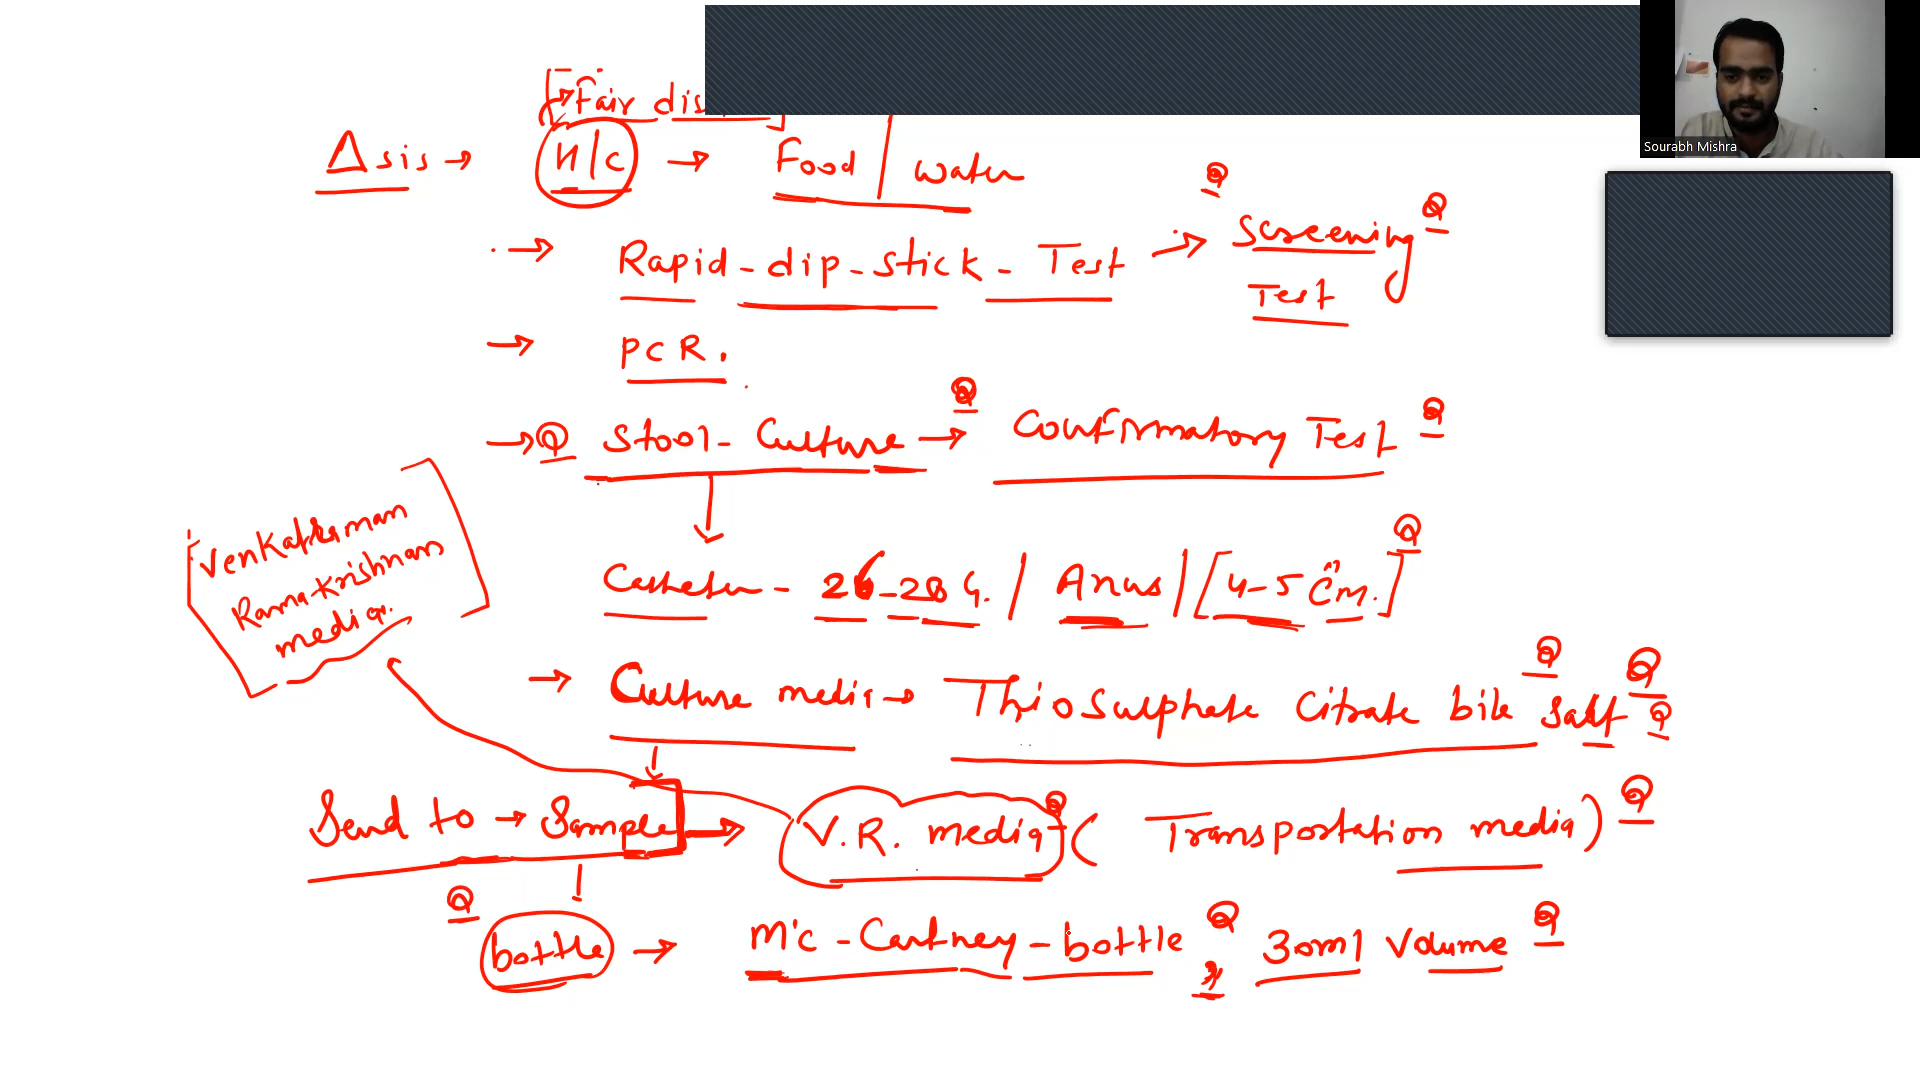 Fair dis
Δsis → H/C → Food / water
→ Rapid-dip-stick-Test → Screening Test
→ PCR.
→ Q Stool-Culture → Confirmatory Test
Catheter - 26-28 G. / Anus / [4-5 cm.]
→ Culture media → Thiosulphate Citrate bile Salt
Venkatraman
Ramakrishnan
media.
Send to → Sample → V.R. media (Transportation media)
bottle → M'c-Cartney-bottle 30ml Volume
Sourabh Mishra